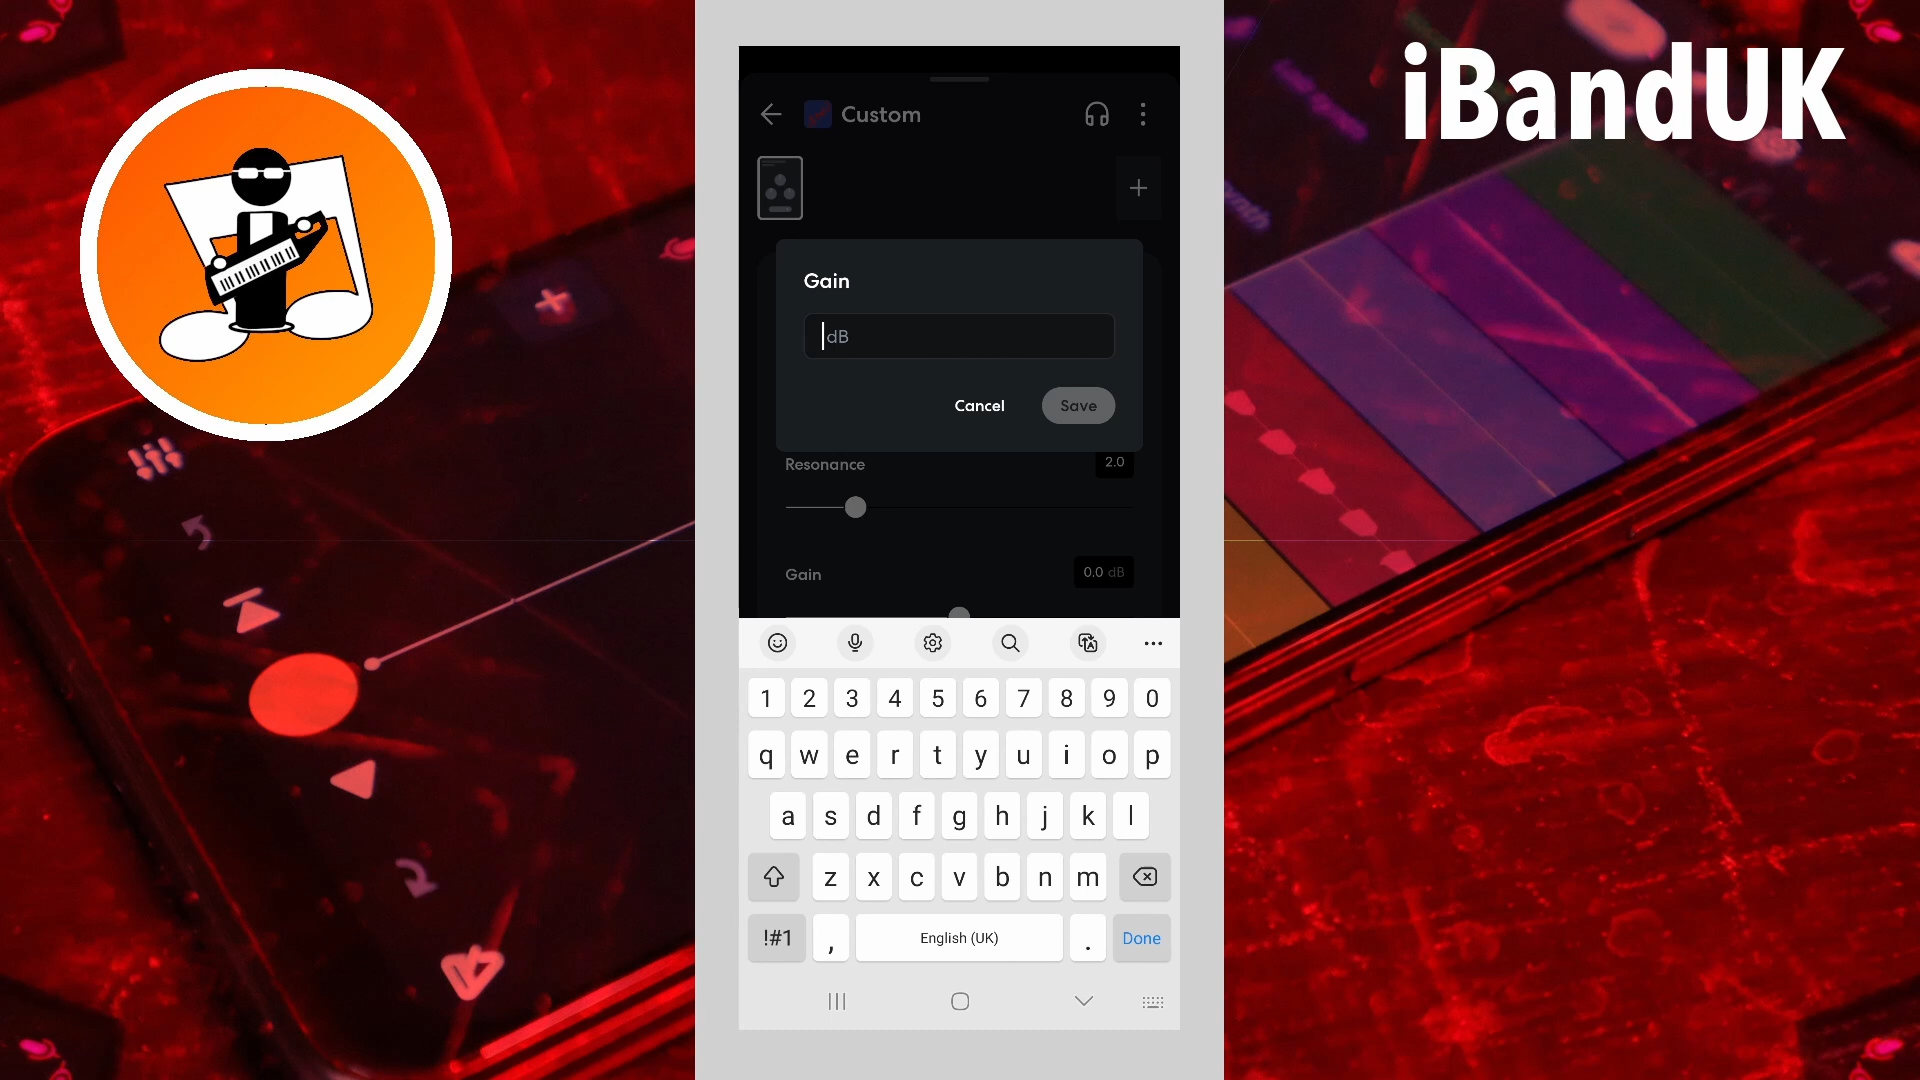 iBandUK
Custom
Gain
dB
Cancel
Save
Resonance
2.0
Gain
0.0 dB
1 2 3 4 5 6 7 8 9 0
q w e r t y u i o p
a s d f g h j k l
z x c v b n m
!#1 , English (UK) . Done